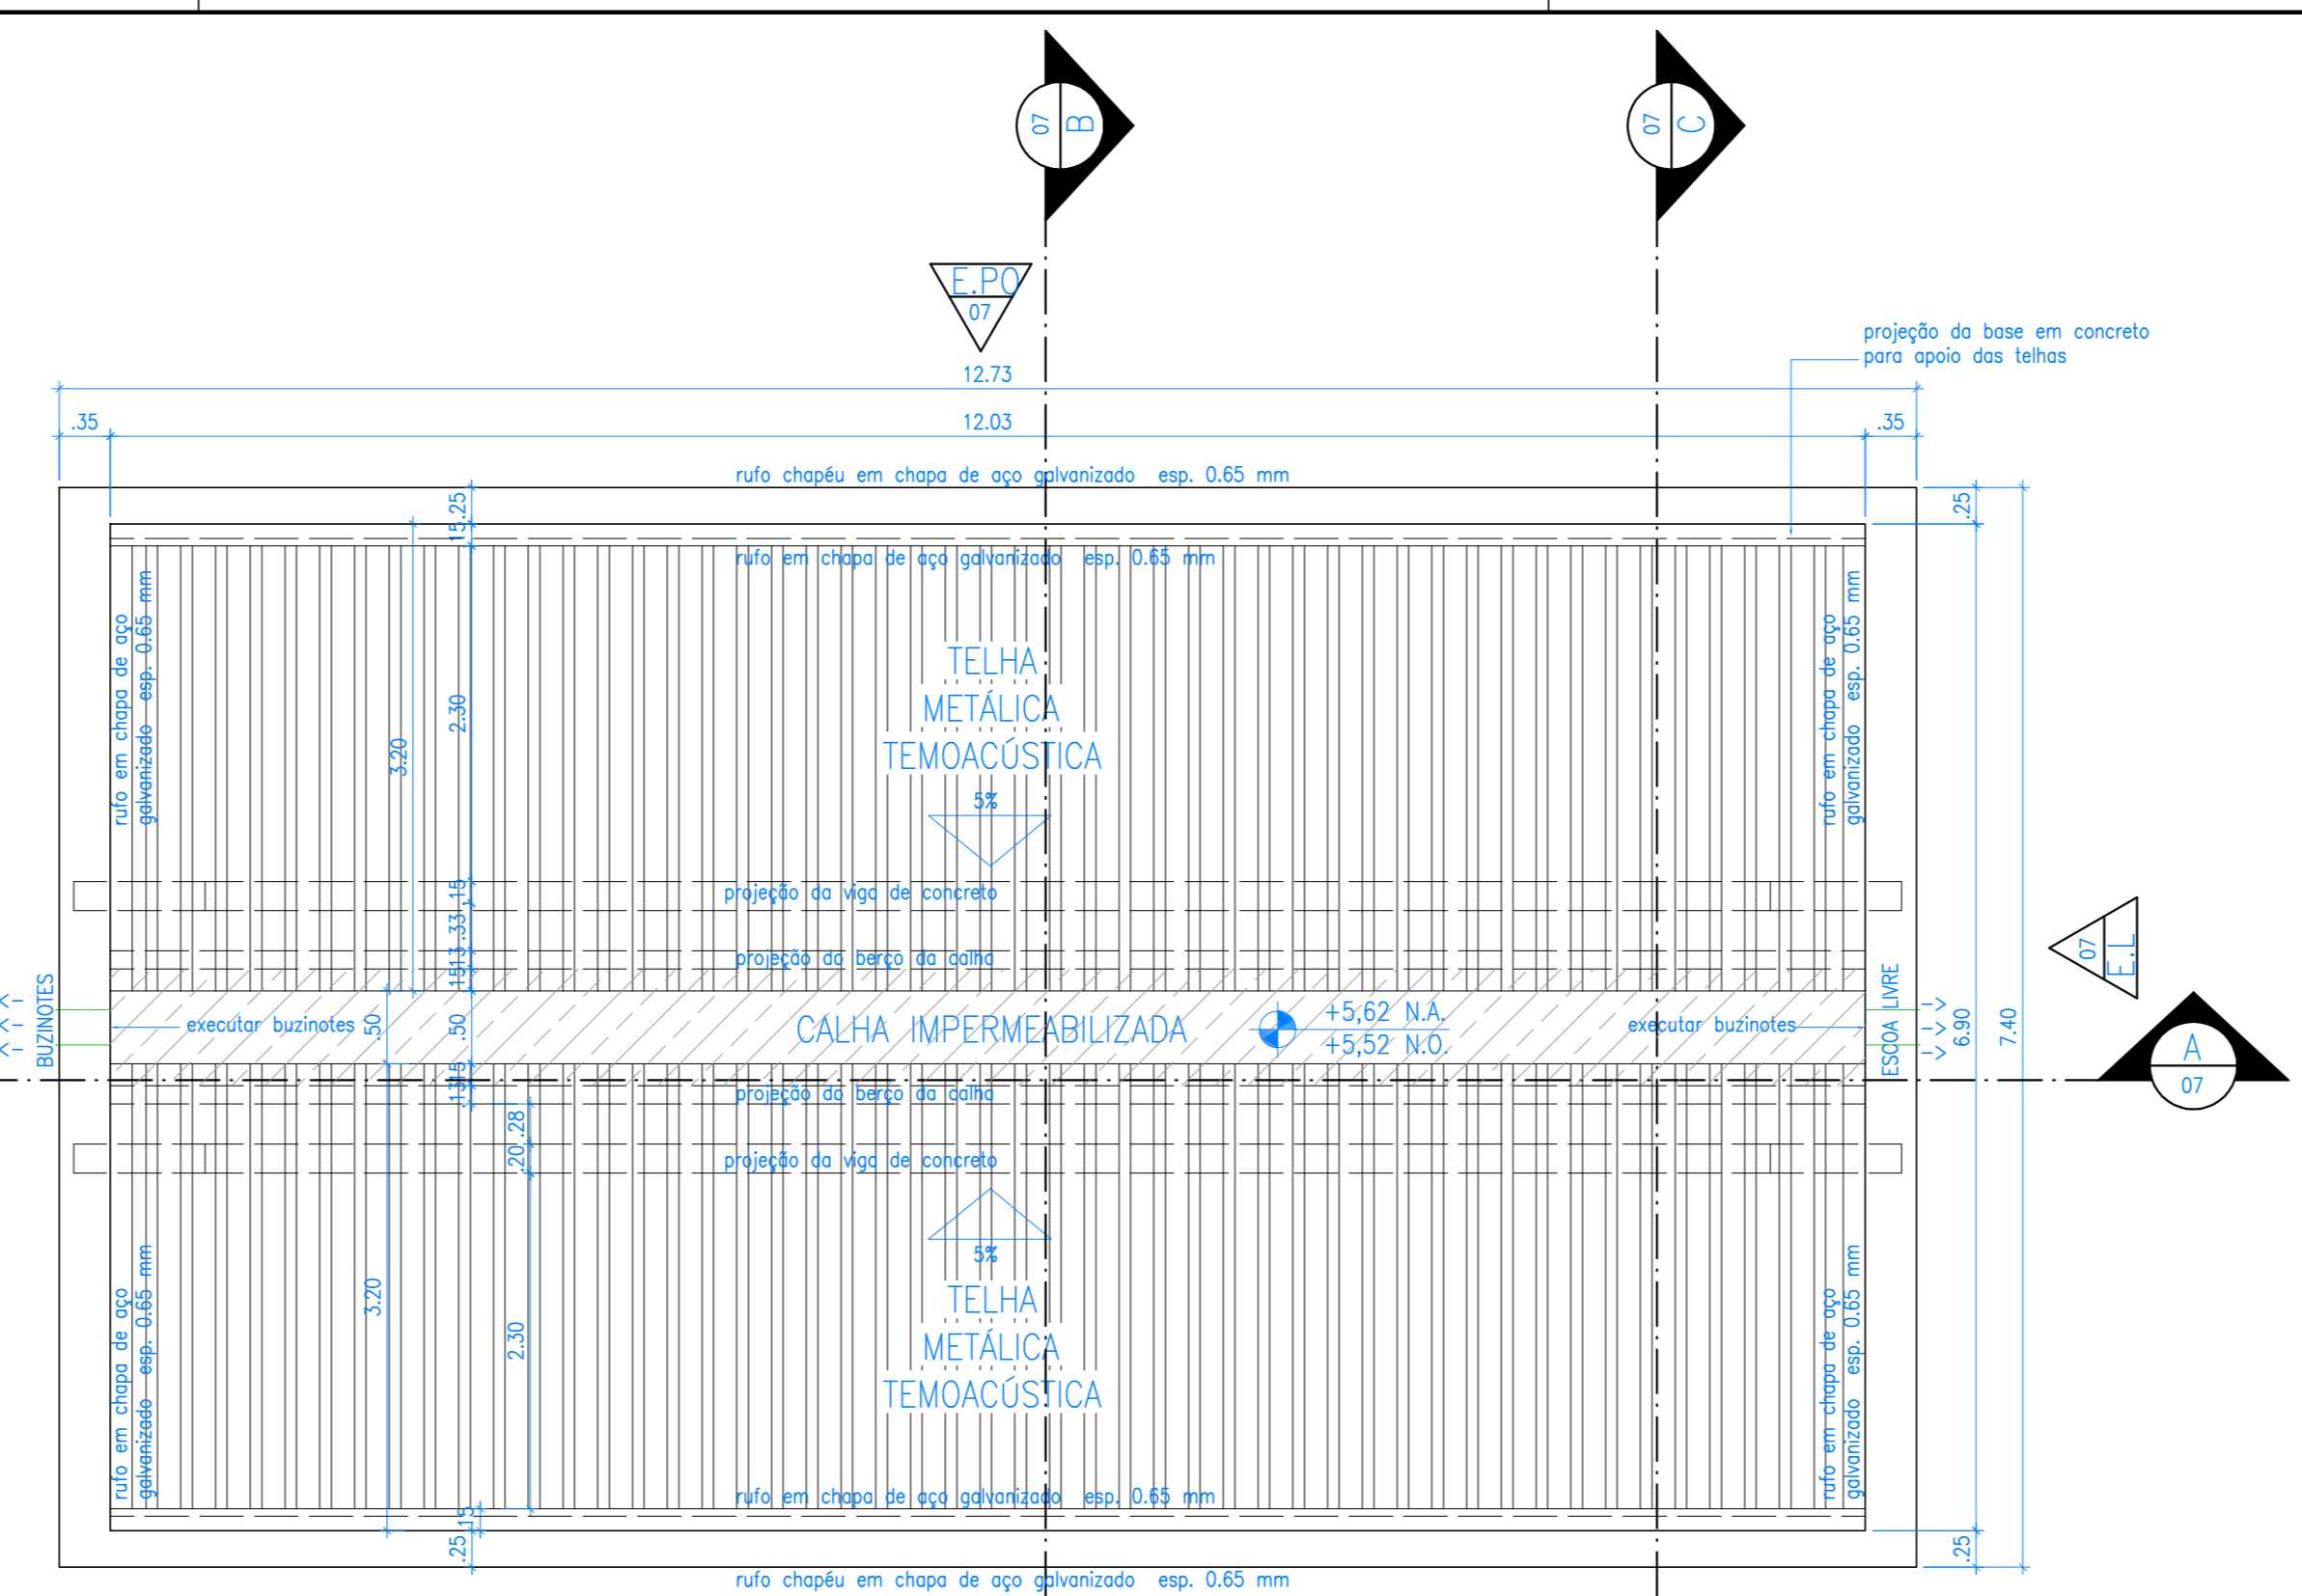 07
B
07
C
E.PO
07
projeção da base em concreto
para apoio das telhas
12.73
.35
12.03
.35
rufo chapéu em chapa de aço galvanizado esp. 0.65 mm
.25
.15
.25
rufo em chapa de aço galvanizado esp. 0.65 mm
rufo em chapa de aço
galvanizado esp. 0.65 mm
rufo em chapa de aço
galvanizado esp. 0.65 mm
TELHA
METÁLICA
TEMOACÚSTICA
5%
2.30
3.20
.15
projeção da viga de concreto
.33
.13
projeção do berço da calha
.15
07
E.L
BUZINOTES
<-
<-
<-
executar buzinotes
.50
.50
CALHA IMPERMEABILIZADA
+5,62 N.A.
+5,52 N.O.
executar buzinotes
ESCOA LIVRE
->
->
->
6.90
7.40
A
07
.15
.13
projeção do berço da calha
.28
.20
projeção da viga de concreto
5%
TELHA
METÁLICA
TEMOACÚSTICA
3.20
2.30
rufo em chapa de aço
galvanizado esp. 0.65 mm
rufo em chapa de aço
galvanizado esp. 0.65 mm
rufo em chapa de aço galvanizado esp. 0.65 mm
.15
.25
.25
rufo chapéu em chapa de aço galvanizado esp. 0.65 mm